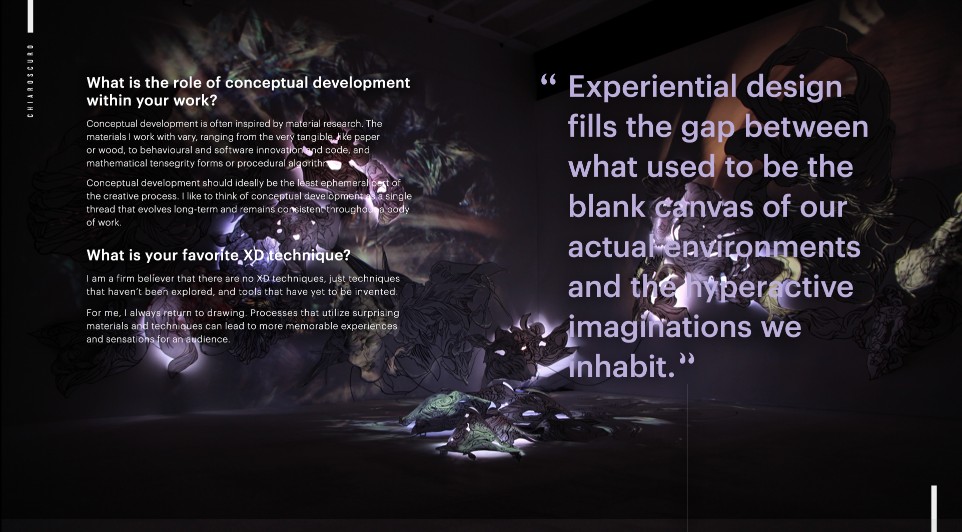 CHIAROSCURO
What is the role of conceptual development
within your work?
Conceptual development is often inspired by material research. The
materials I work with vary, ranging from the very tangible, like paper
or wood, to behavioural and software innovation and code, and
mathematical tensegrity forms or procedural algorithm
Conceptual development should ideally be the least ephemeral part of
the creative process. I like to think of conceptual development as a single
thread that evolves long-term and remains consistent throughout a body
of work.
What is your favorite XD technique?
I am a firm believer that there are no XD techniques, just techniques
that haven’t been explored, and tools that have yet to be invented.
For me, I always return to drawing. Processes that utilize surprising
materials and techniques can lead to more memorable experiences
and sensations for an audience.
“ Experiential design
fills the gap between
what used to be the
blank canvas of our
actual environments
and the hyperactive
imaginations we
inhabit.”